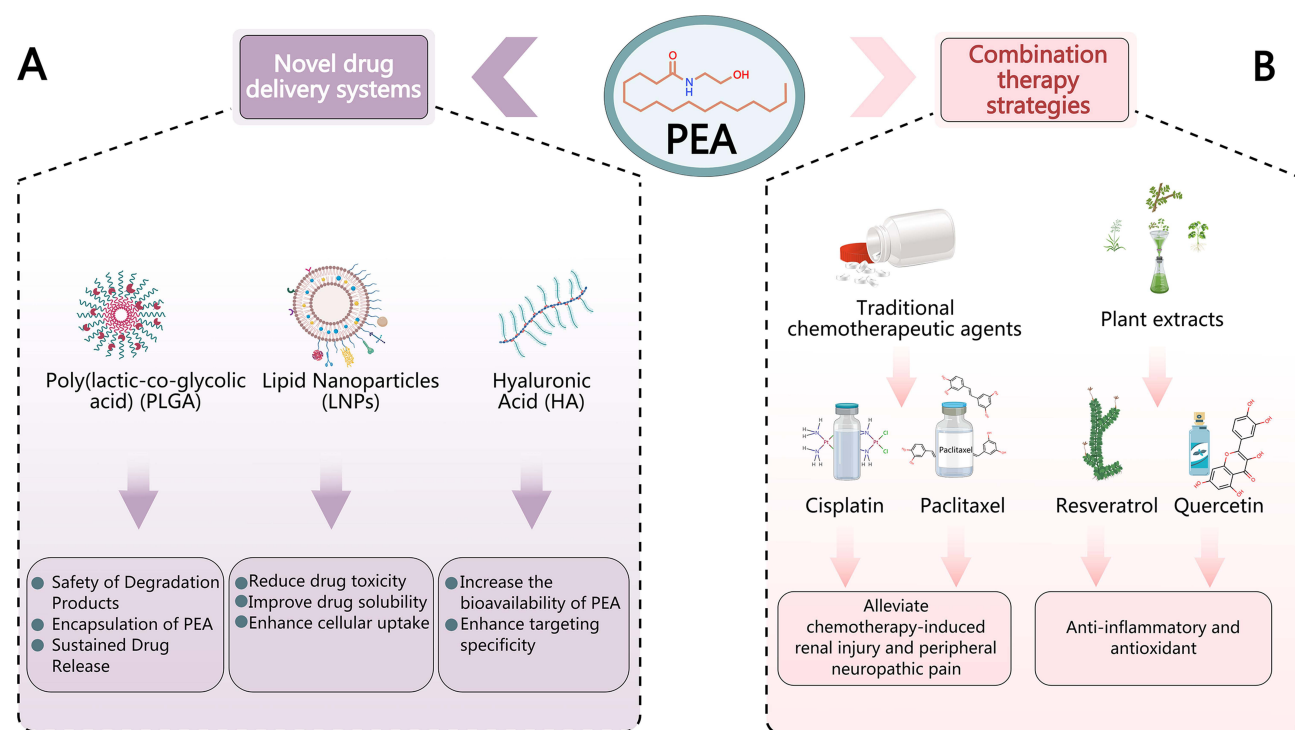 A
Novel drug
delivery systems
O
N
H
OH
PEA
Combination
therapy
strategies
B
Poly(lactic-co-glycolic
acid) (PLGA)
Lipid Nanoparticles
(LNPs)
Hyaluronic
Acid (HA)
Safety of Degradation
Products
Encapsulation of PEA
Sustained Drug
Release
Reduce drug toxicity
Improve drug solubility
Enhance cellular uptake
Increase the
bioavailability of PEA
Enhance targeting
specificity
Traditional
chemotherapeutic agents
Plant extracts
Paclitaxel
Cisplatin
Paclitaxel
Resveratrol
Quercetin
Alleviate
chemotherapy-induced
renal injury and peripheral
neuropathic pain
Anti-inflammatory and
antioxidant